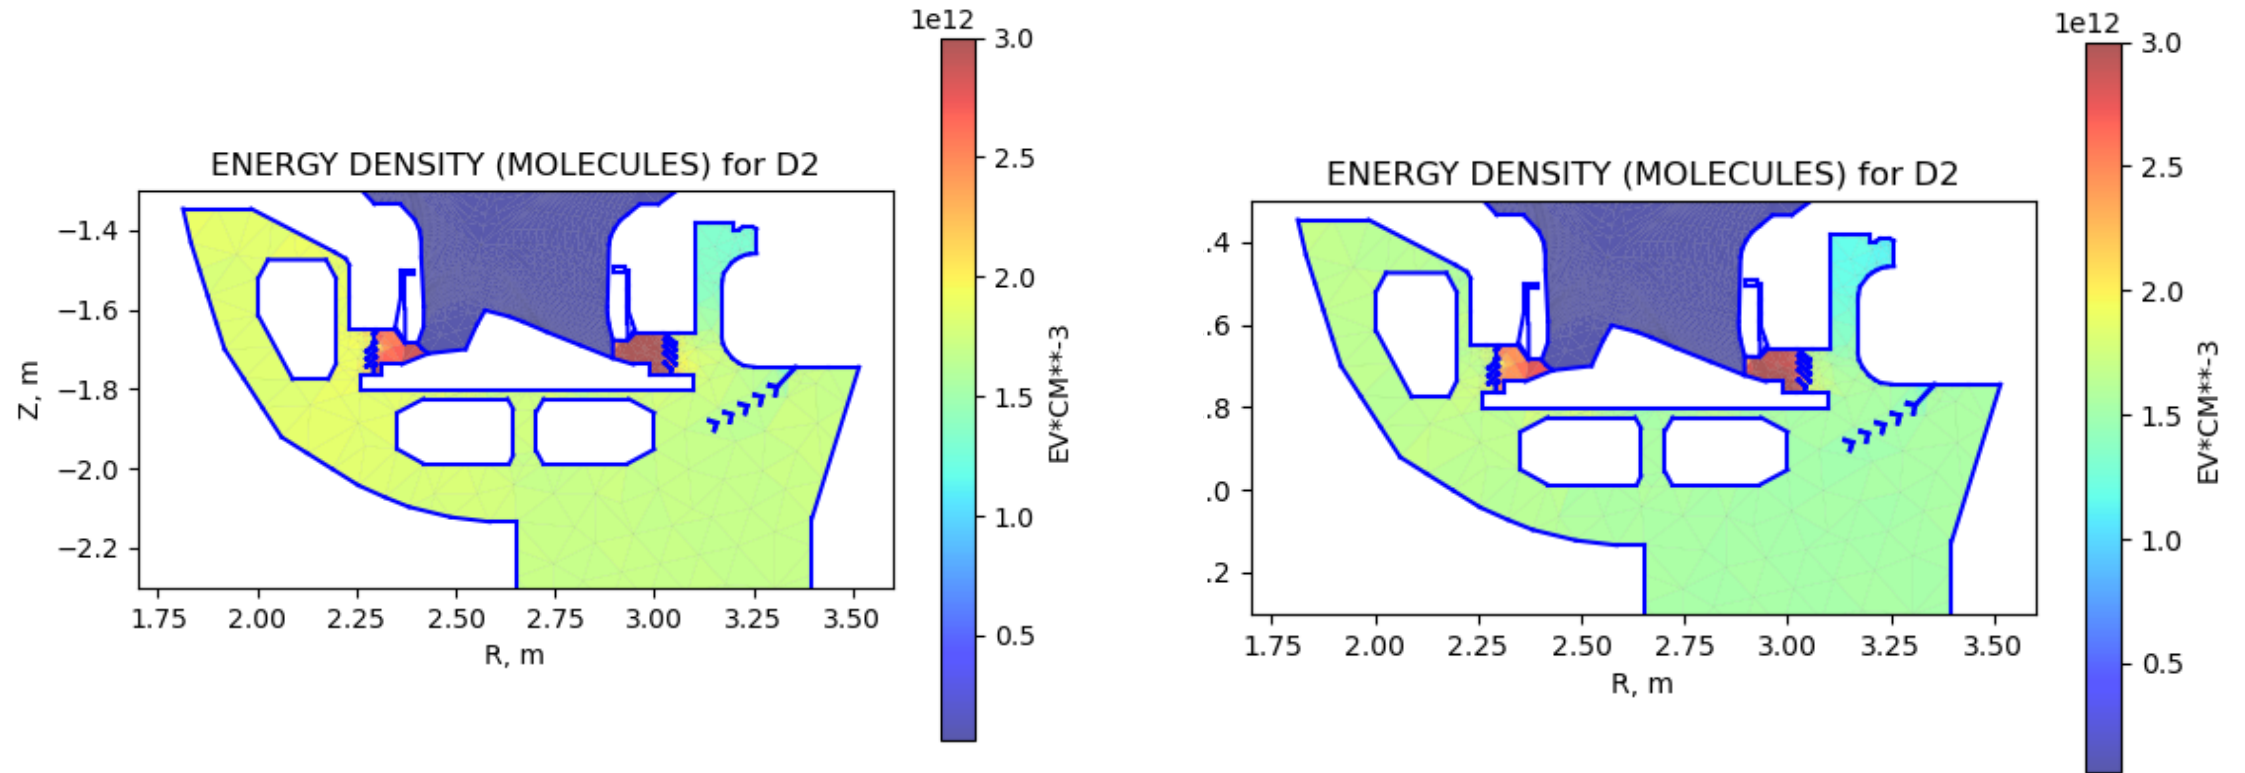 1e12
3.0
ENERGY DENSITY (MOLECULES) for D2
2.5
−1.4
2.0
−1.6
EV*CM**-3
Z, m
−1.8
1.5
−2.0
1.0
−2.2
1.75 2.00 2.25 2.50 2.75 3.00 3.25 3.50
0.5
R, m
1e12
3.0
ENERGY DENSITY (MOLECULES) for D2
2.5
.4
2.0
.6
EV*CM**-3
.8
1.5
.0
1.0
.2
1.75 2.00 2.25 2.50 2.75 3.00 3.25 3.50
0.5
R, m